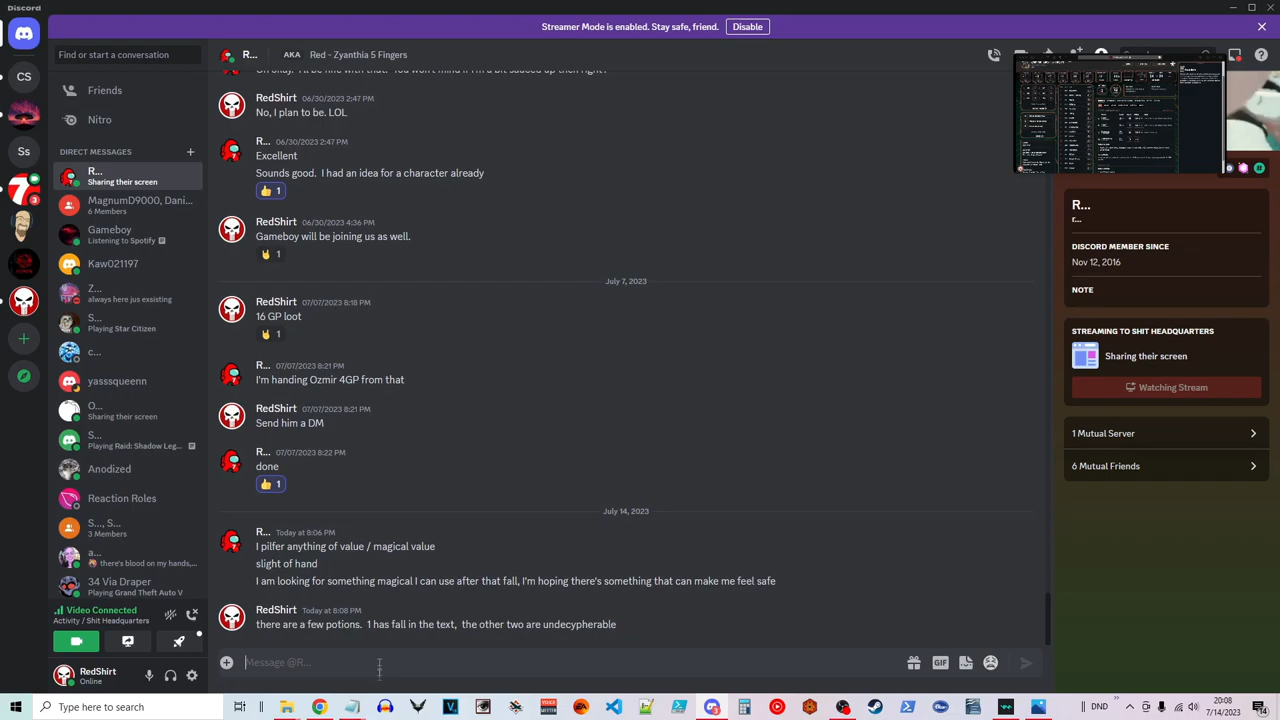 Discord
Streamer Mode is enabled. Stay safe, friend.
Disable
Find or start a conversation
R...
AKA
Red - Zyanthia 5 Fingers
CS
Ss
3
Friends
Nitro
DIRECT MESSAGES
R...
Sharing their screen
MagnumD9000, Dani...
6 Members
Gameboy
Listening to Spotify
Kaw021197
Z...
always here jus exsisting
S...
Playing Star Citizen
c...
yasssqueenn
O...
Sharing their screen
S...
Playing Raid: Shadow Leg...
Anodized
Reaction Roles
S..., S...
3 Members
a...
there's blood on my hands,...
34 Via Draper
Playing Grand Theft Auto V
Video Connected
Activity / Shit Headquarters
RedShirt
Online
RedShirt 06/30/2023 2:47 PM
No, I plan to be LOL
R... 06/30/2023 2:47 PM
Excellent
Sounds good. I had an idea for a character already
1
RedShirt 06/30/2023 4:36 PM
Gameboy will be joining us as well.
1
July 7, 2023
RedShirt 07/07/2023 8:18 PM
16 GP loot
1
R... 07/07/2023 8:21 PM
I'm handing Ozmir 4GP from that
RedShirt 07/07/2023 8:21 PM
Send him a DM
R... 07/07/2023 8:22 PM
done
1
July 14, 2023
R... Today at 8:06 PM
I pilfer anything of value / magical value
slight of hand
I am looking for something magical I can use after that fall, I'm hoping there's something that can make me feel safe
RedShirt Today at 8:08 PM
there are a few potions. 1 has fall in the text, the other two are undecypherable
Message @R...
GIF
R...
r...
DISCORD MEMBER SINCE
Nov 12, 2016
NOTE
STREAMING TO SHIT HEADQUARTERS
Sharing their screen
Watching Stream
1 Mutual Server
6 Mutual Friends
Type here to search
DND
20:08
7/14/2023